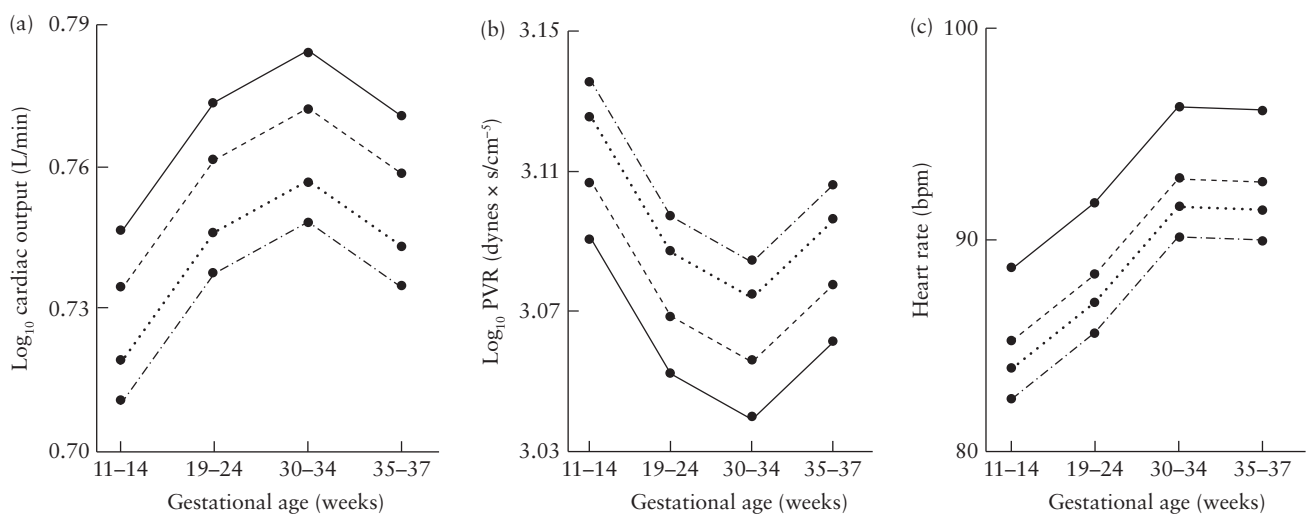 (a)
0.79
0.76
0.73
0.70
Log₁₀ cardiac output (L/min)
11–14 19–24 30–34 35–37
Gestational age (weeks)
(b)
3.15
3.11
3.07
3.03
Log₁₀ PVR (dynes × s/cm⁻⁵)
11–14 19–24 30–34 35–37
Gestational age (weeks)
(c)
100
90
80
Heart rate (bpm)
11–14 19–24 30–34 35–37
Gestational age (weeks)